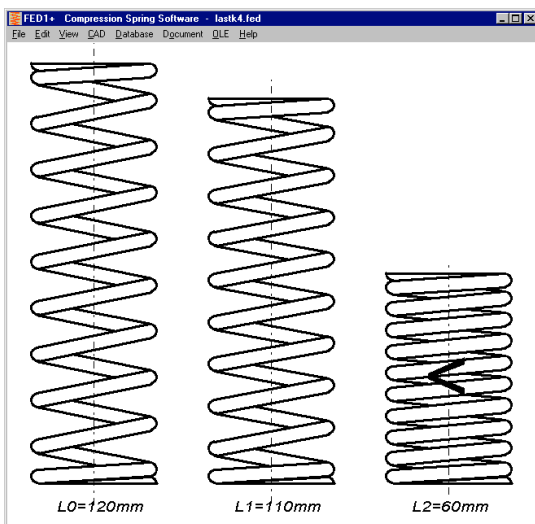 FED1+ Compression Spring Software - lastk4.fed
File Edit View CAD Database Document OLE Help
L0=120mm L1=110mm L2=60mm